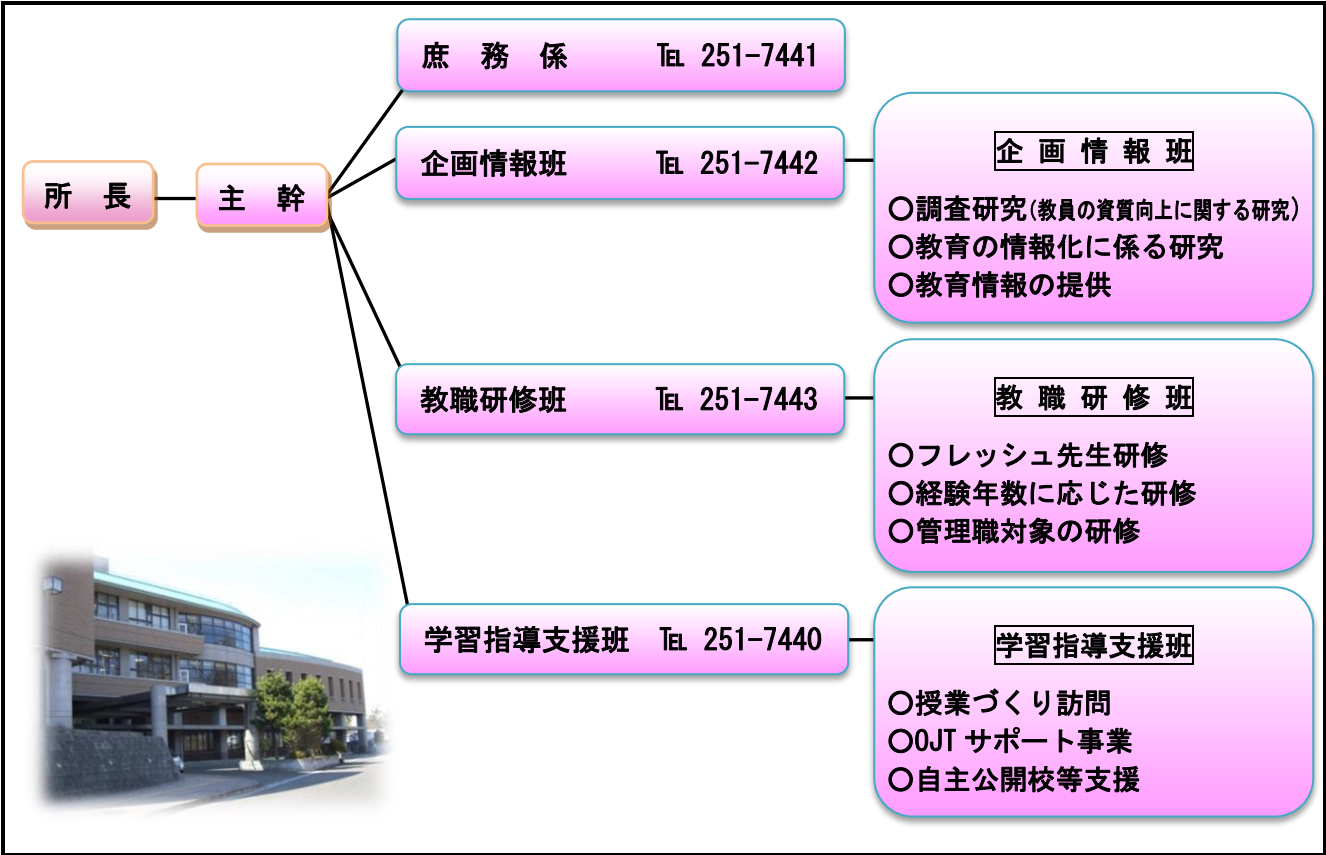 所　長
主　幹
庶　務　係　　　℡ 251-7441
企画情報班　　　℡ 251-7442
企 画 情 報 班
○調査研究(教員の資質向上に関する研究)
○教育の情報化に係る研究
○教育情報の提供
教職研修班　　　℡ 251-7443
教 職 研 修 班
○フレッシュ先生研修
○経験年数に応じた研修
○管理職対象の研修
学習指導支援班　℡ 251-7440
学習指導支援班
○授業づくり訪問
○OJT サポート事業
○自主公開校等支援